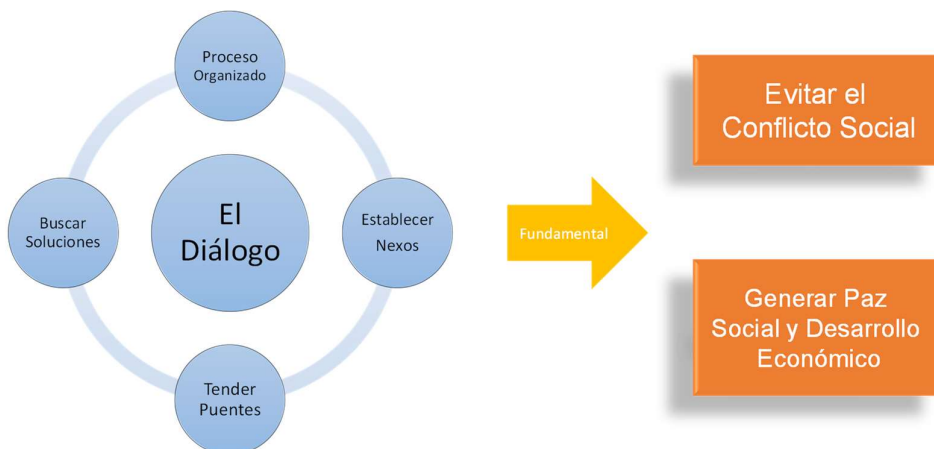 Proceso
Organizado
El
Diálogo
Establecer
Nexos
Tender
Puentes
Buscar
Soluciones
Fundamental
Evitar el
Conflicto Social
Generar Paz
Social y Desarrollo
Económico